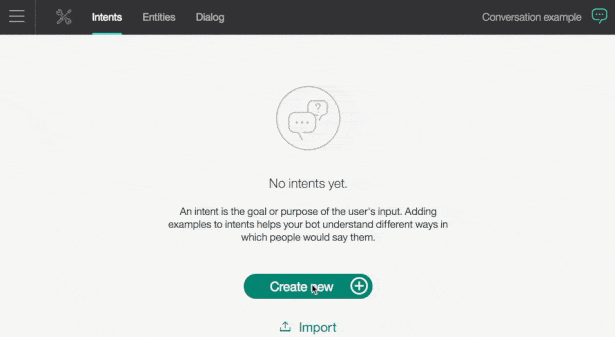 Intents Entities Dialog Conversation example
?
No intents yet.
An intent is the goal or purpose of the user's input. Adding
examples to intents helps your bot understand different ways in
which people would say them.
Create new
Import